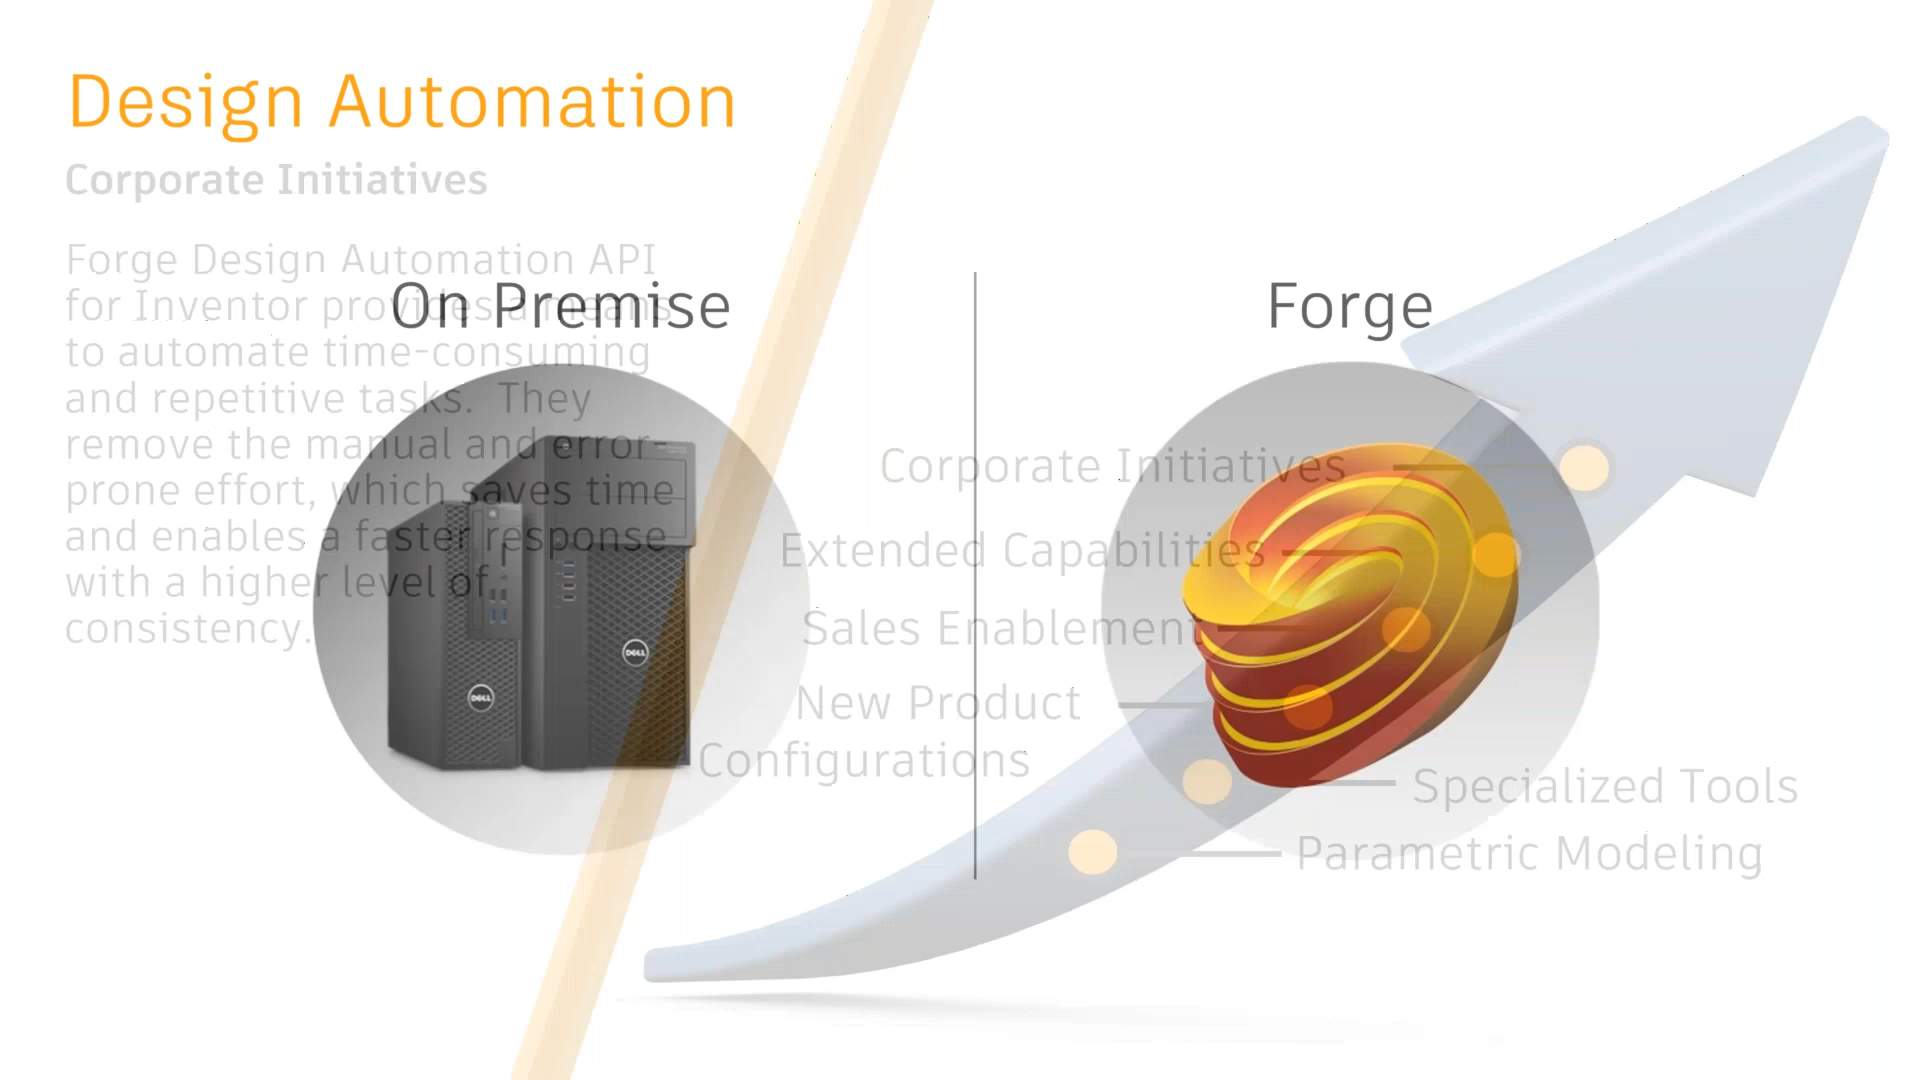 Design Automation
Corporate Initiatives
Forge Design Automation API
for Inventor provides a means
to automate time-consuming
and repetitive tasks. They
remove the manual and error-
prone effort, which saves time
and enables a faster response
with a higher level of
consistency.
On Premise
DELL
DELL
Forge
Corporate Initiatives
Extended Capabilities
Sales Enablement
New Product
Configurations
Specialized Tools
Parametric Modeling